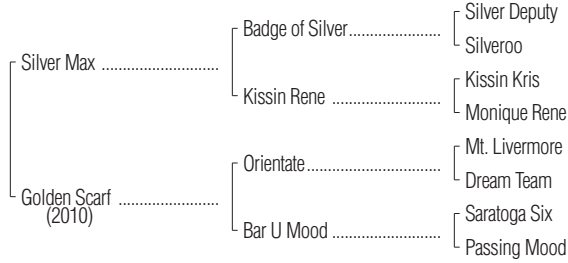 Silver Deputy
Badge of Silver
Silveroo
Silver Max
Kissin Kris
Kissin Rene
Monique Rene
Mt. Livermore
Orientate
Dream Team
Golden Scarf
(2010)
Saratoga Six
Bar U Mood
Passing Mood